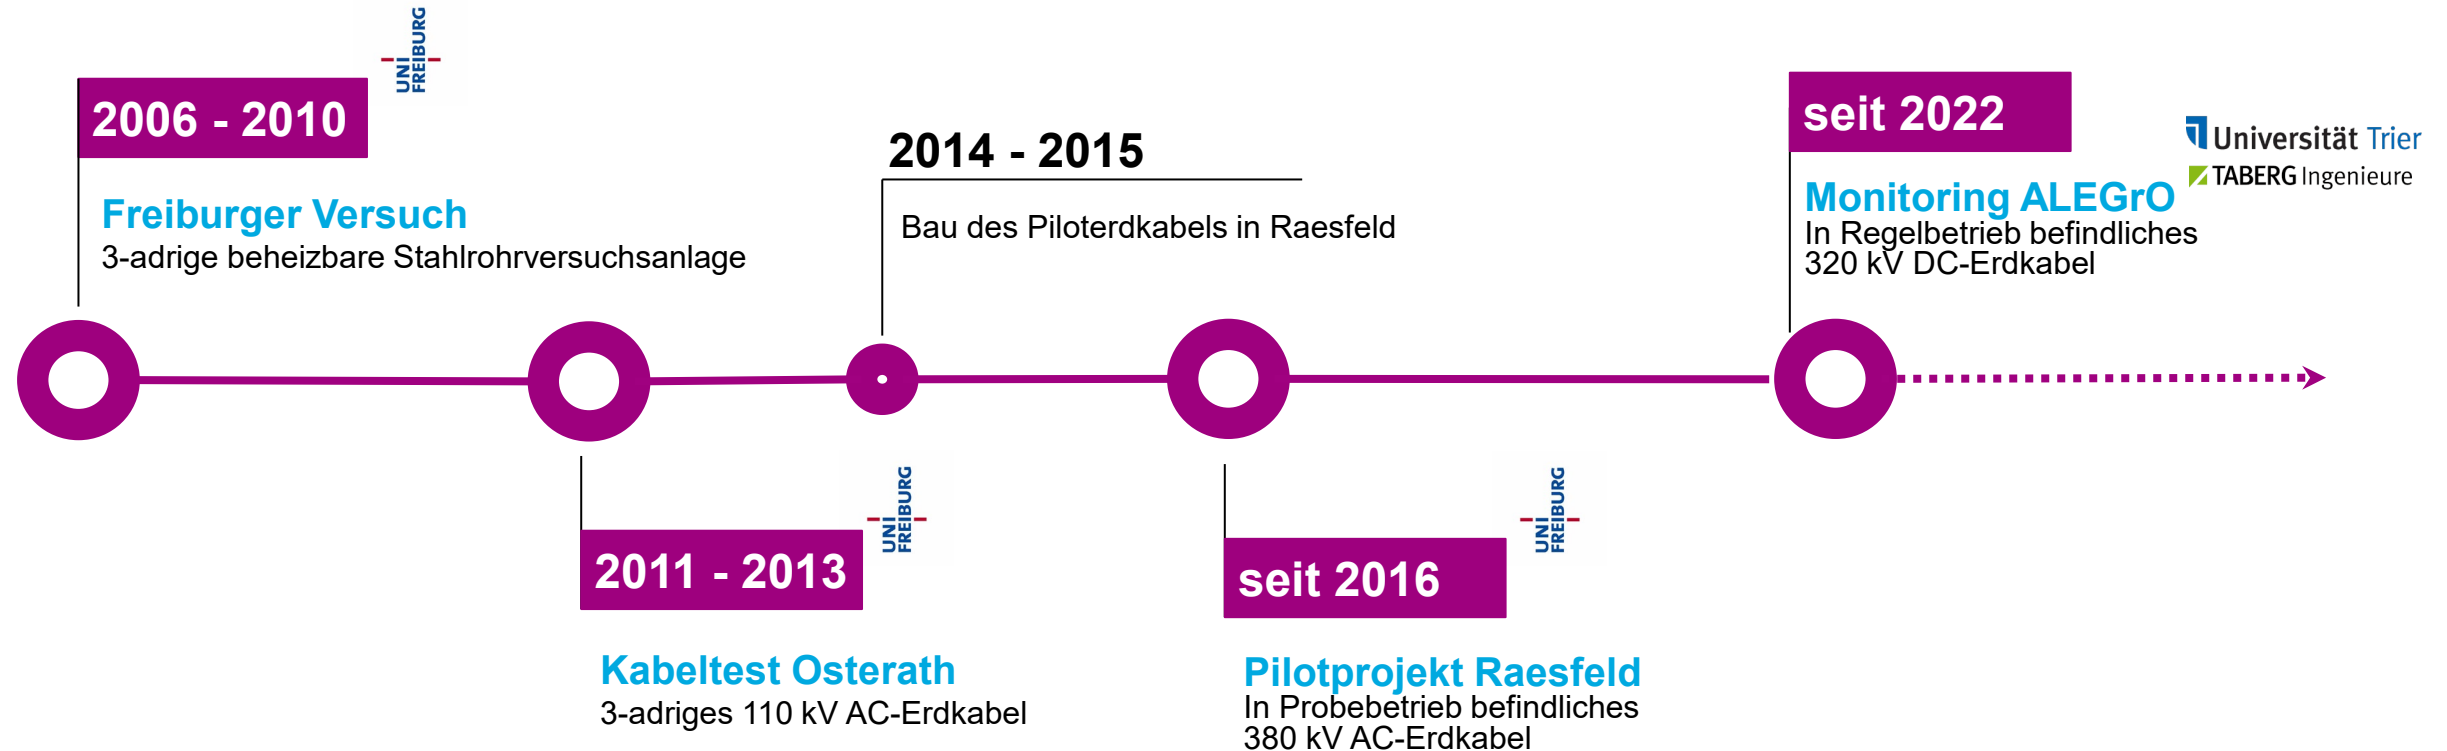 UNI
FREIBURG
2006 - 2010
Freiburger Versuch
3-adrige beheizbare Stahlrohrversuchsanlage
2014 - 2015
Bau des Piloterdkabels in Raesfeld
seit 2022
Universität Trier
TABERG Ingenieure
Monitoring ALEGrO
In Regelbetrieb befindliches
320 kV DC-Erdkabel
UNI
FREIBURG
2011 - 2013
Kabeltest Osterath
3-adriges 110 kV AC-Erdkabel
UNI
FREIBURG
seit 2016
Pilotprojekt Raesfeld
In Probebetrieb befindliches
380 kV AC-Erdkabel